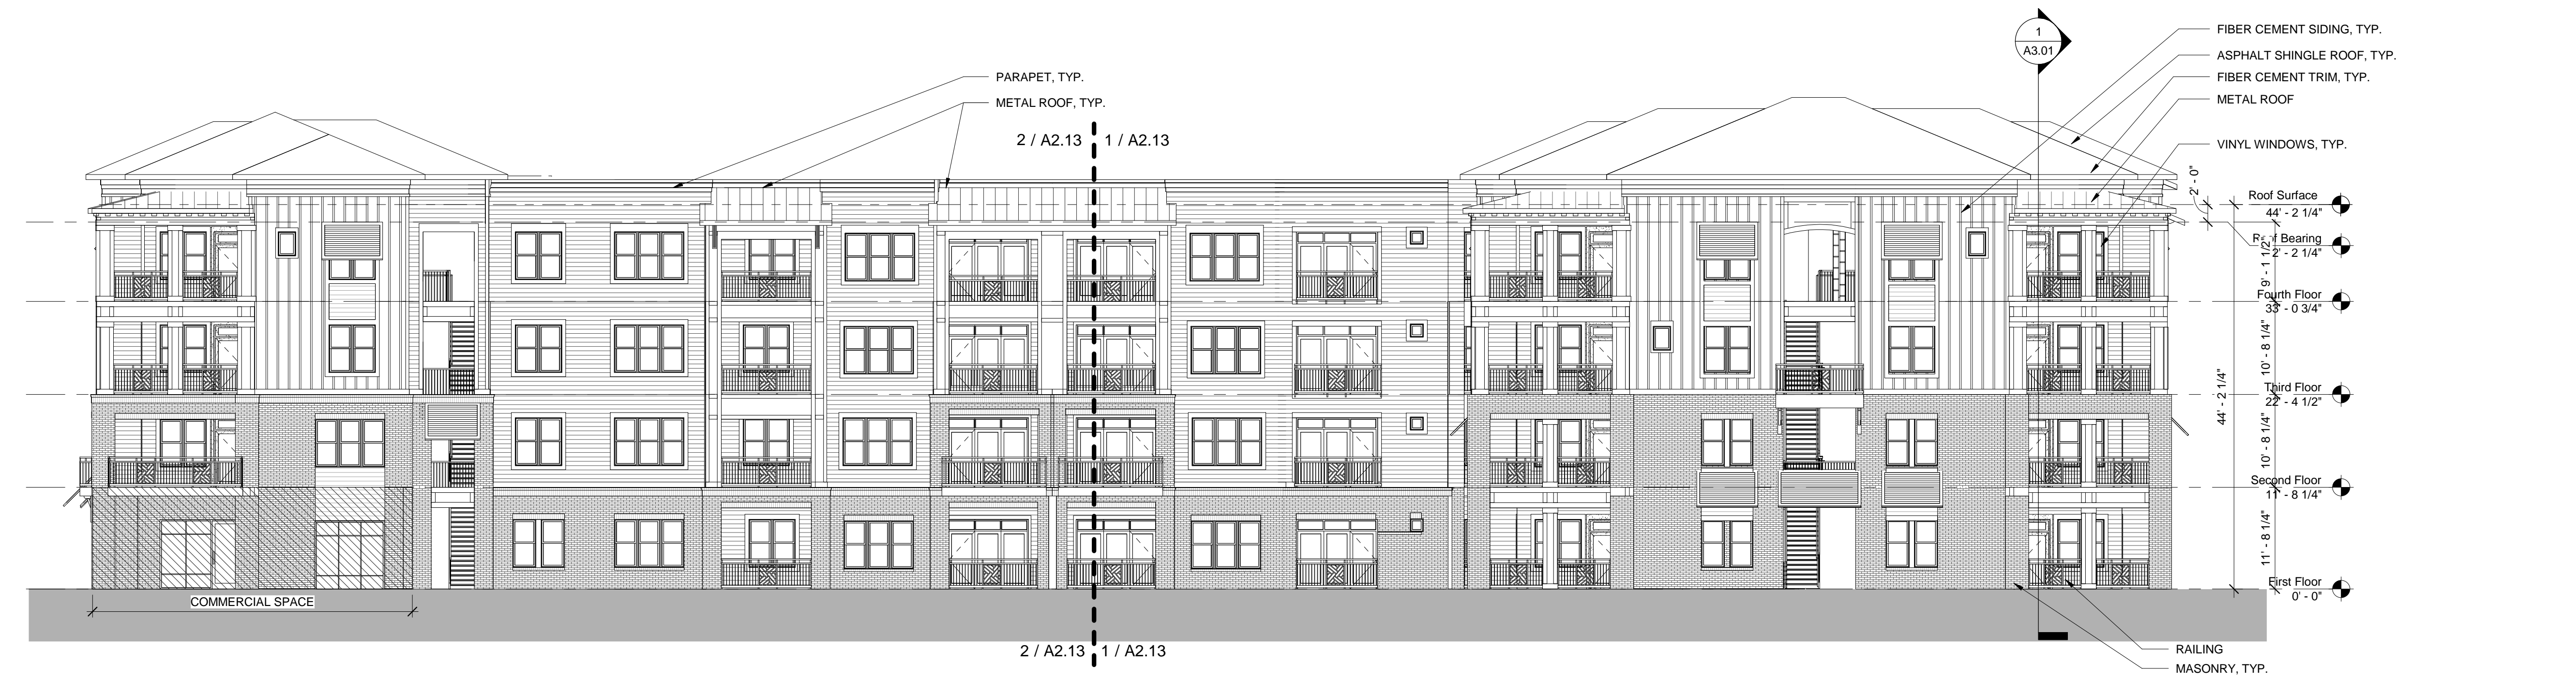 1
A3.01
FIBER CEMENT SIDING, TYP.
ASPHALT SHINGLE ROOF, TYP.
FIBER CEMENT TRIM, TYP.
METAL ROOF
VINYL WINDOWS, TYP.
PARAPET, TYP.
METAL ROOF, TYP.
2 / A2.13
1 / A2.13
2' - 0"
Roof Surface
44' - 2 1/4"
Bearing
2' - 2 1/4"
9' - 1 1/2"
Fourth Floor
33' - 0 3/4"
10' - 8 1/4"
44' - 2 1/4"
Third Floor
22' - 4 1/2"
10' - 8 1/4"
Second Floor
11' - 8 1/4"
11' - 8 1/4"
First Floor
0' - 0"
COMMERCIAL SPACE
2 / A2.13
1 / A2.13
RAILING
MASONRY, TYP.